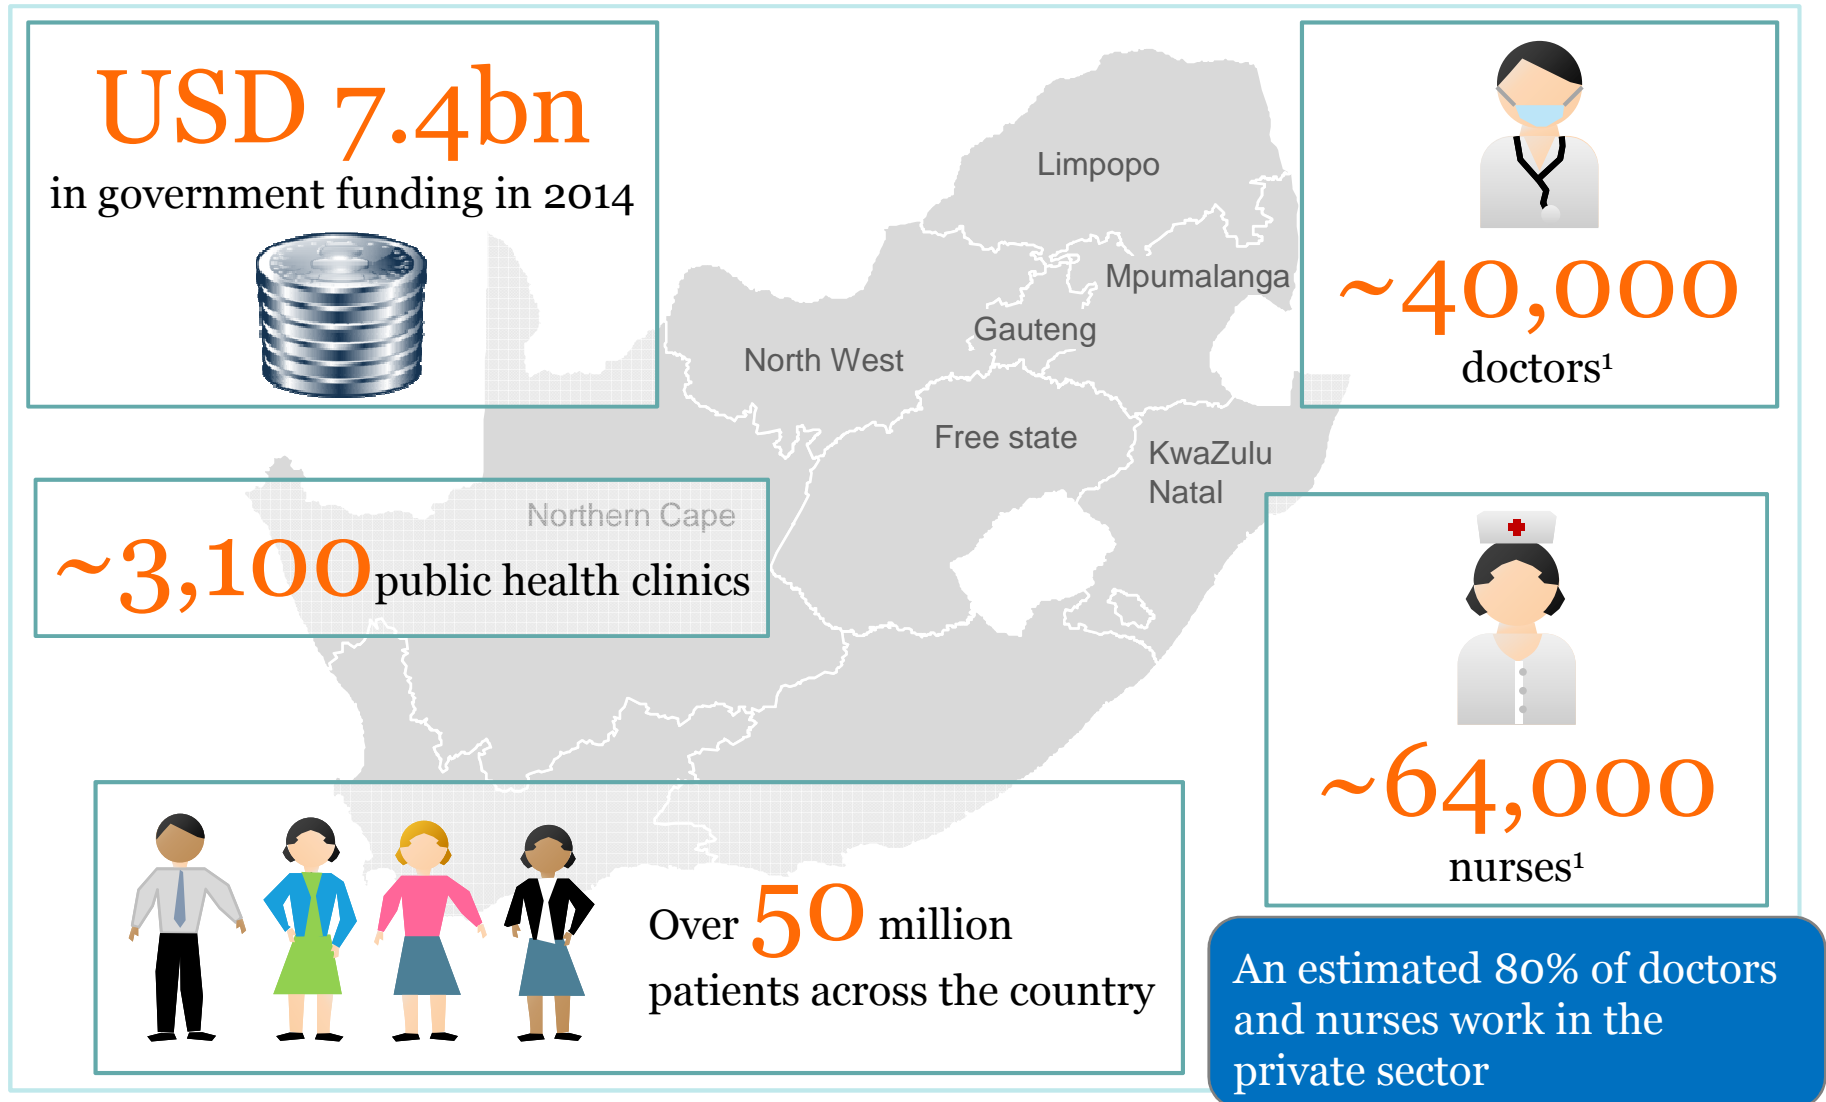 USD 7.4bn
in government funding in 2014
Limpopo
Mpumalanga
Gauteng
North West
Free state
KwaZulu
Natal
Northern Cape
~3,100 public health clinics
~40,000
doctors¹
~64,000
nurses¹
Over 50 million
patients across the country
An estimated 80% of doctors
and nurses work in the
private sector